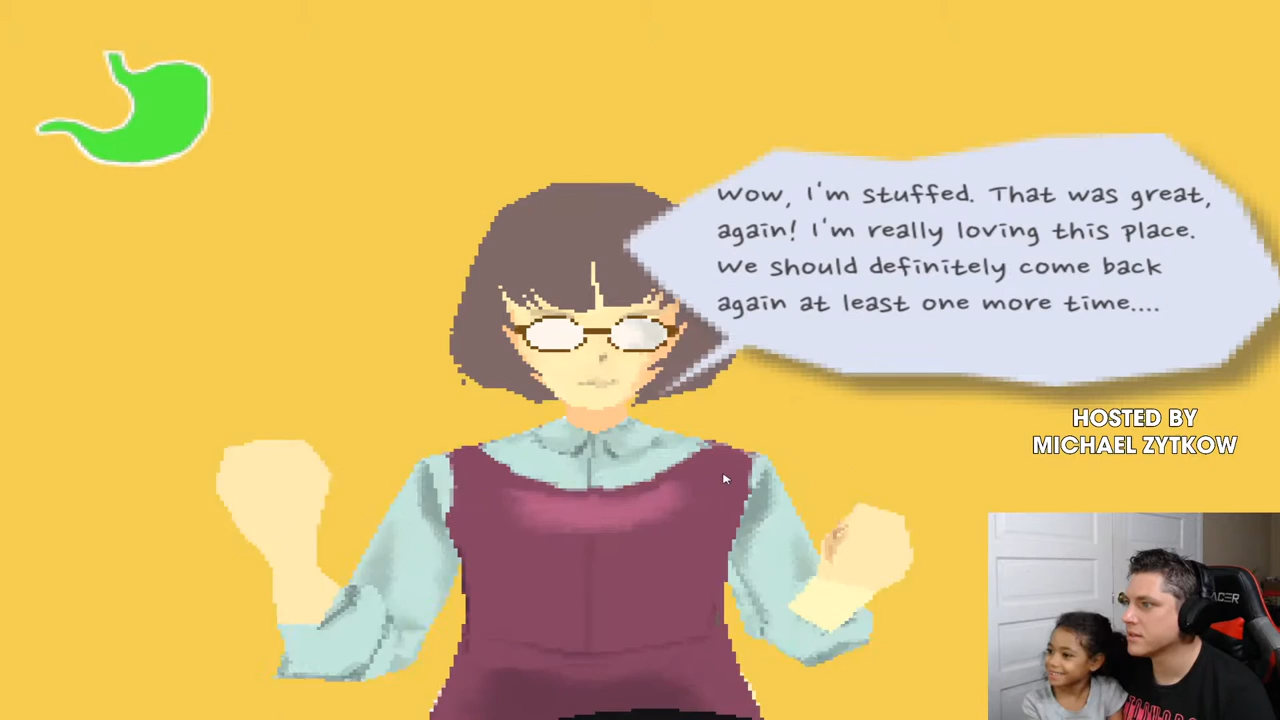 Wow, I'm stuffed. That was great,
again! I'm really loving this place.
We should definitely come back
again at least one more time....
HOSTED BY
MICHAEL ZYTKOW
ACER